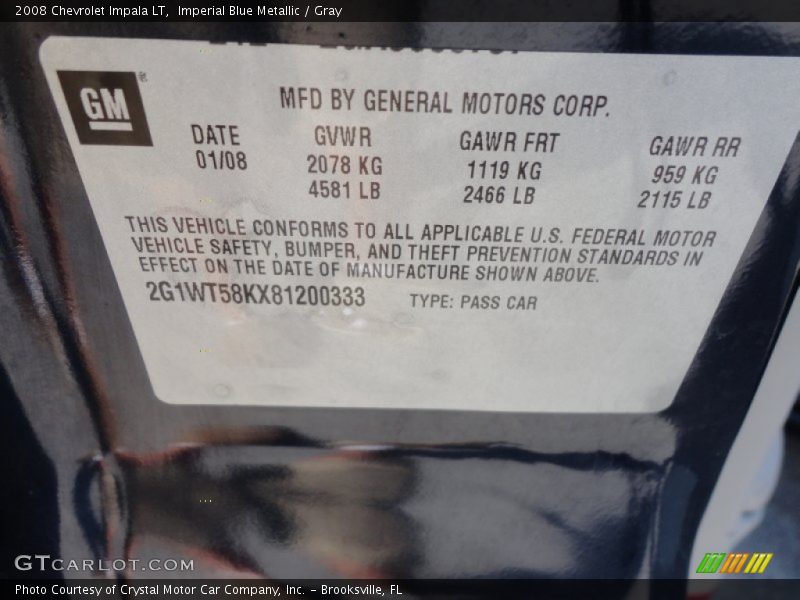 2008 Chevrolet Impala LT,  Imperial Blue Metallic / Gray
GM ®
MFD BY GENERAL MOTORS CORP.
DATE GVWR GAWR FRT GAWR RR
01/08 2078 KG 1119 KG 959 KG
4581 LB 2466 LB 2115 LB
THIS VEHICLE CONFORMS TO ALL APPLICABLE U.S. FEDERAL MOTOR
VEHICLE SAFETY, BUMPER, AND THEFT PREVENTION STANDARDS IN
EFFECT ON THE DATE OF MANUFACTURE SHOWN ABOVE.
2G1WT58KX81200333 TYPE: PASS CAR
GTCARLOT.COM
Photo Courtesy of Crystal Motor Car Company, Inc. – Brooksville, FL